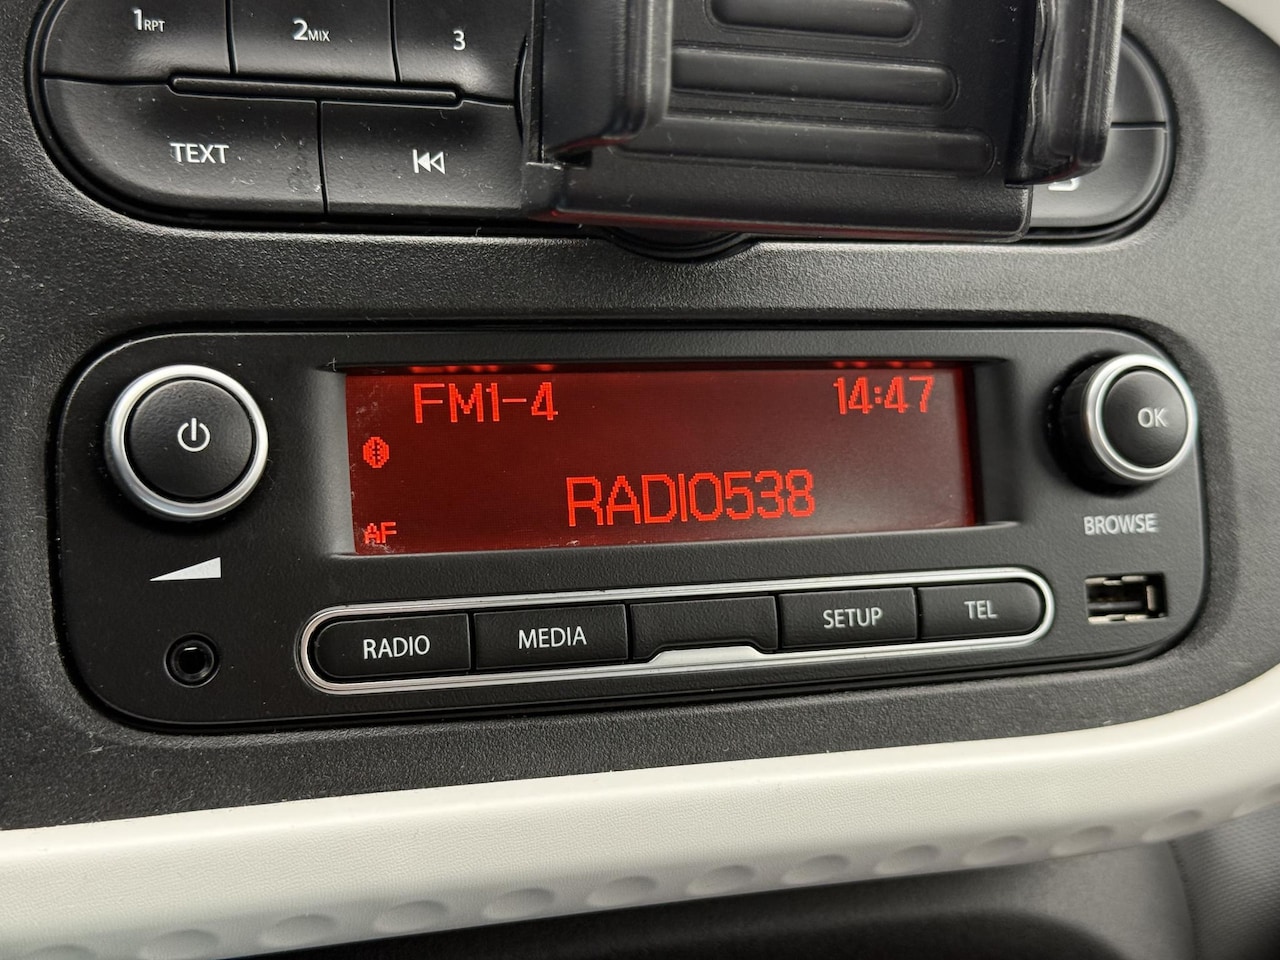 1RPT 2MIX 3
TEXT
FM1-4 14:47
RADIO538
AF
OK
BROWSE
RADIO MEDIA SETUP TEL